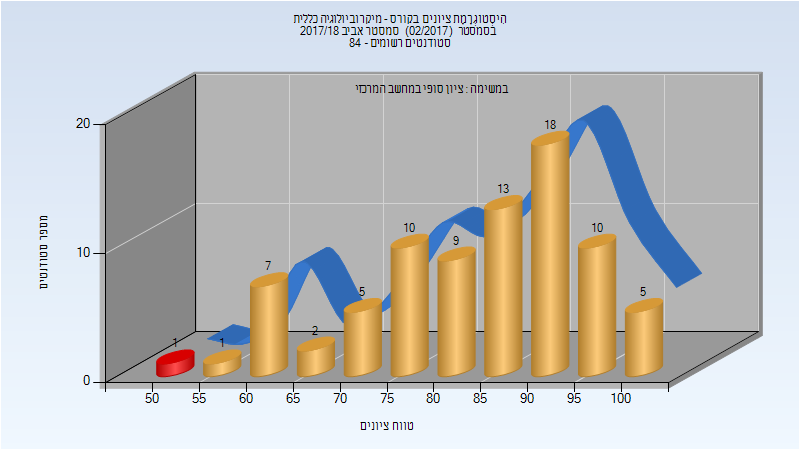 היסטוגרמת ציונים בקורס - מיקרוביולוגיה כללית
בסמסטר (02/2017) סמסטר אביב 2017/18
סטודנטים רשומים - 84
במשימה : ציון סופי במחשב המרכזי
מספר סטודנטים
20
10
0
1
1
7
2
5
10
9
13
18
10
5
50 55 60 65 70 75 80 85 90 95 100
טווח ציונים